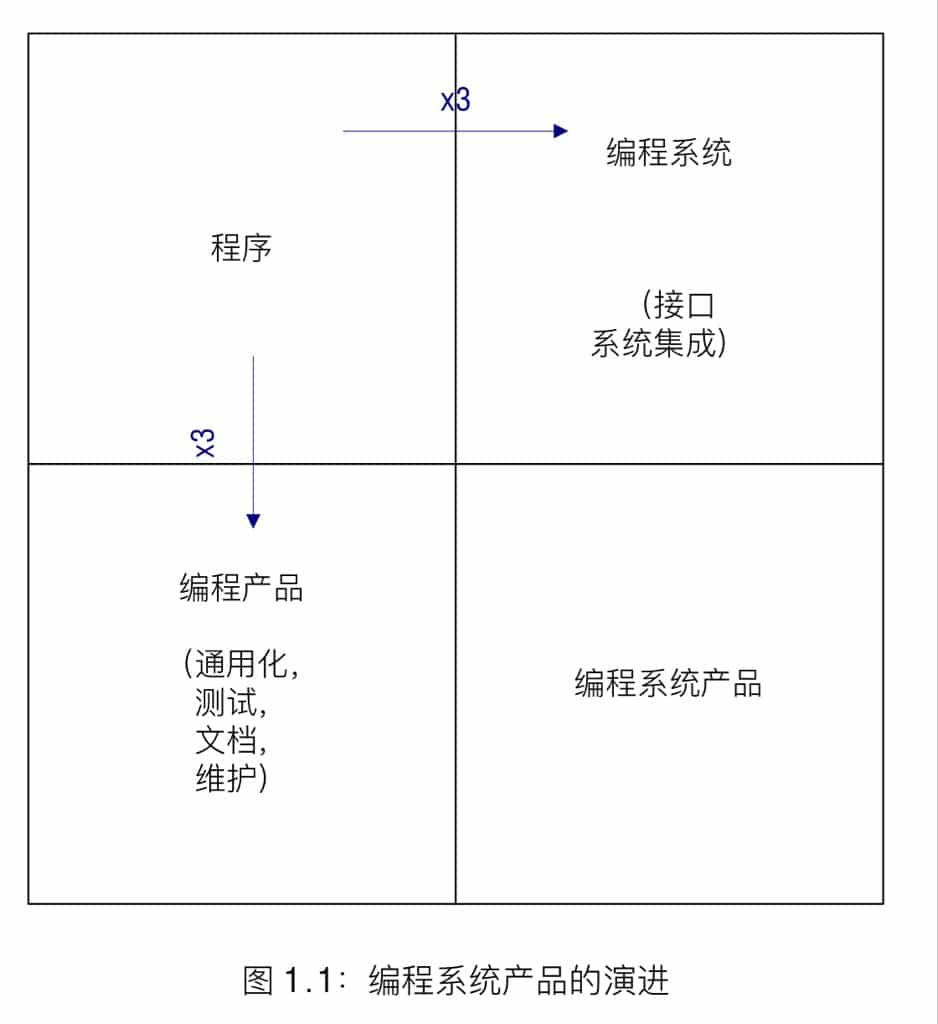 x3
编程系统
程序
（接口
系统集成）
x3
编程产品
（通用化，
测试，
文档，
维护）
编程系统产品
图 1.1：编程系统产品的演进